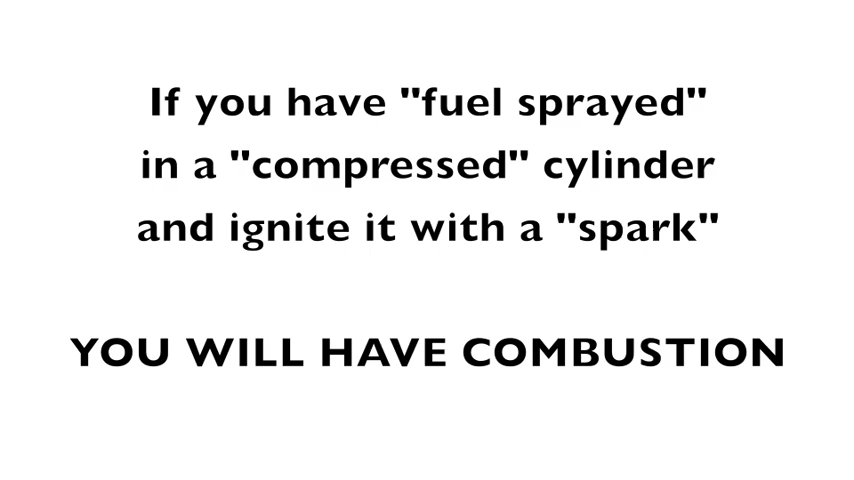 If you have "fuel sprayed"
in a "compressed" cylinder
and ignite it with a "spark"
YOU WILL HAVE COMBUSTION